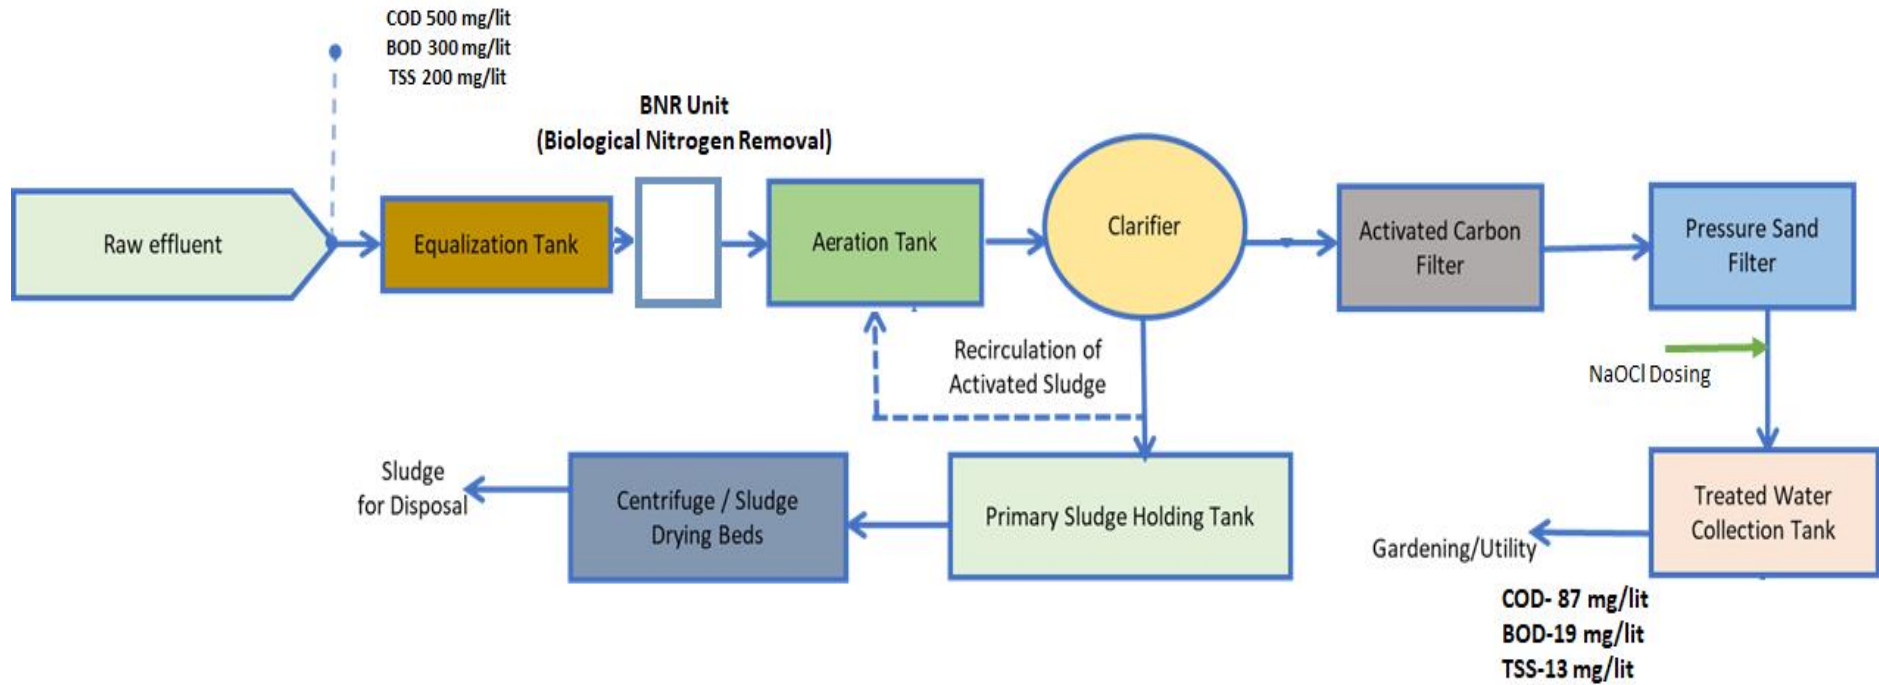 COD 500 mg/lit
BOD 300 mg/lit
TSS 200 mg/lit
BNR Unit
(Biological Nitrogen Removal)
Raw effluent
Equalization Tank
Aeration Tank
Clarifier
Activated Carbon
Filter
Pressure Sand
Filter
Recirculation of
Activated Sludge
NaOCl Dosing
Sludge
for Disposal
Centrifuge / Sludge
Drying Beds
Primary Sludge Holding Tank
Treated Water
Collection Tank
Gardening/Utility
COD- 87 mg/lit
BOD-19 mg/lit
TSS-13 mg/lit